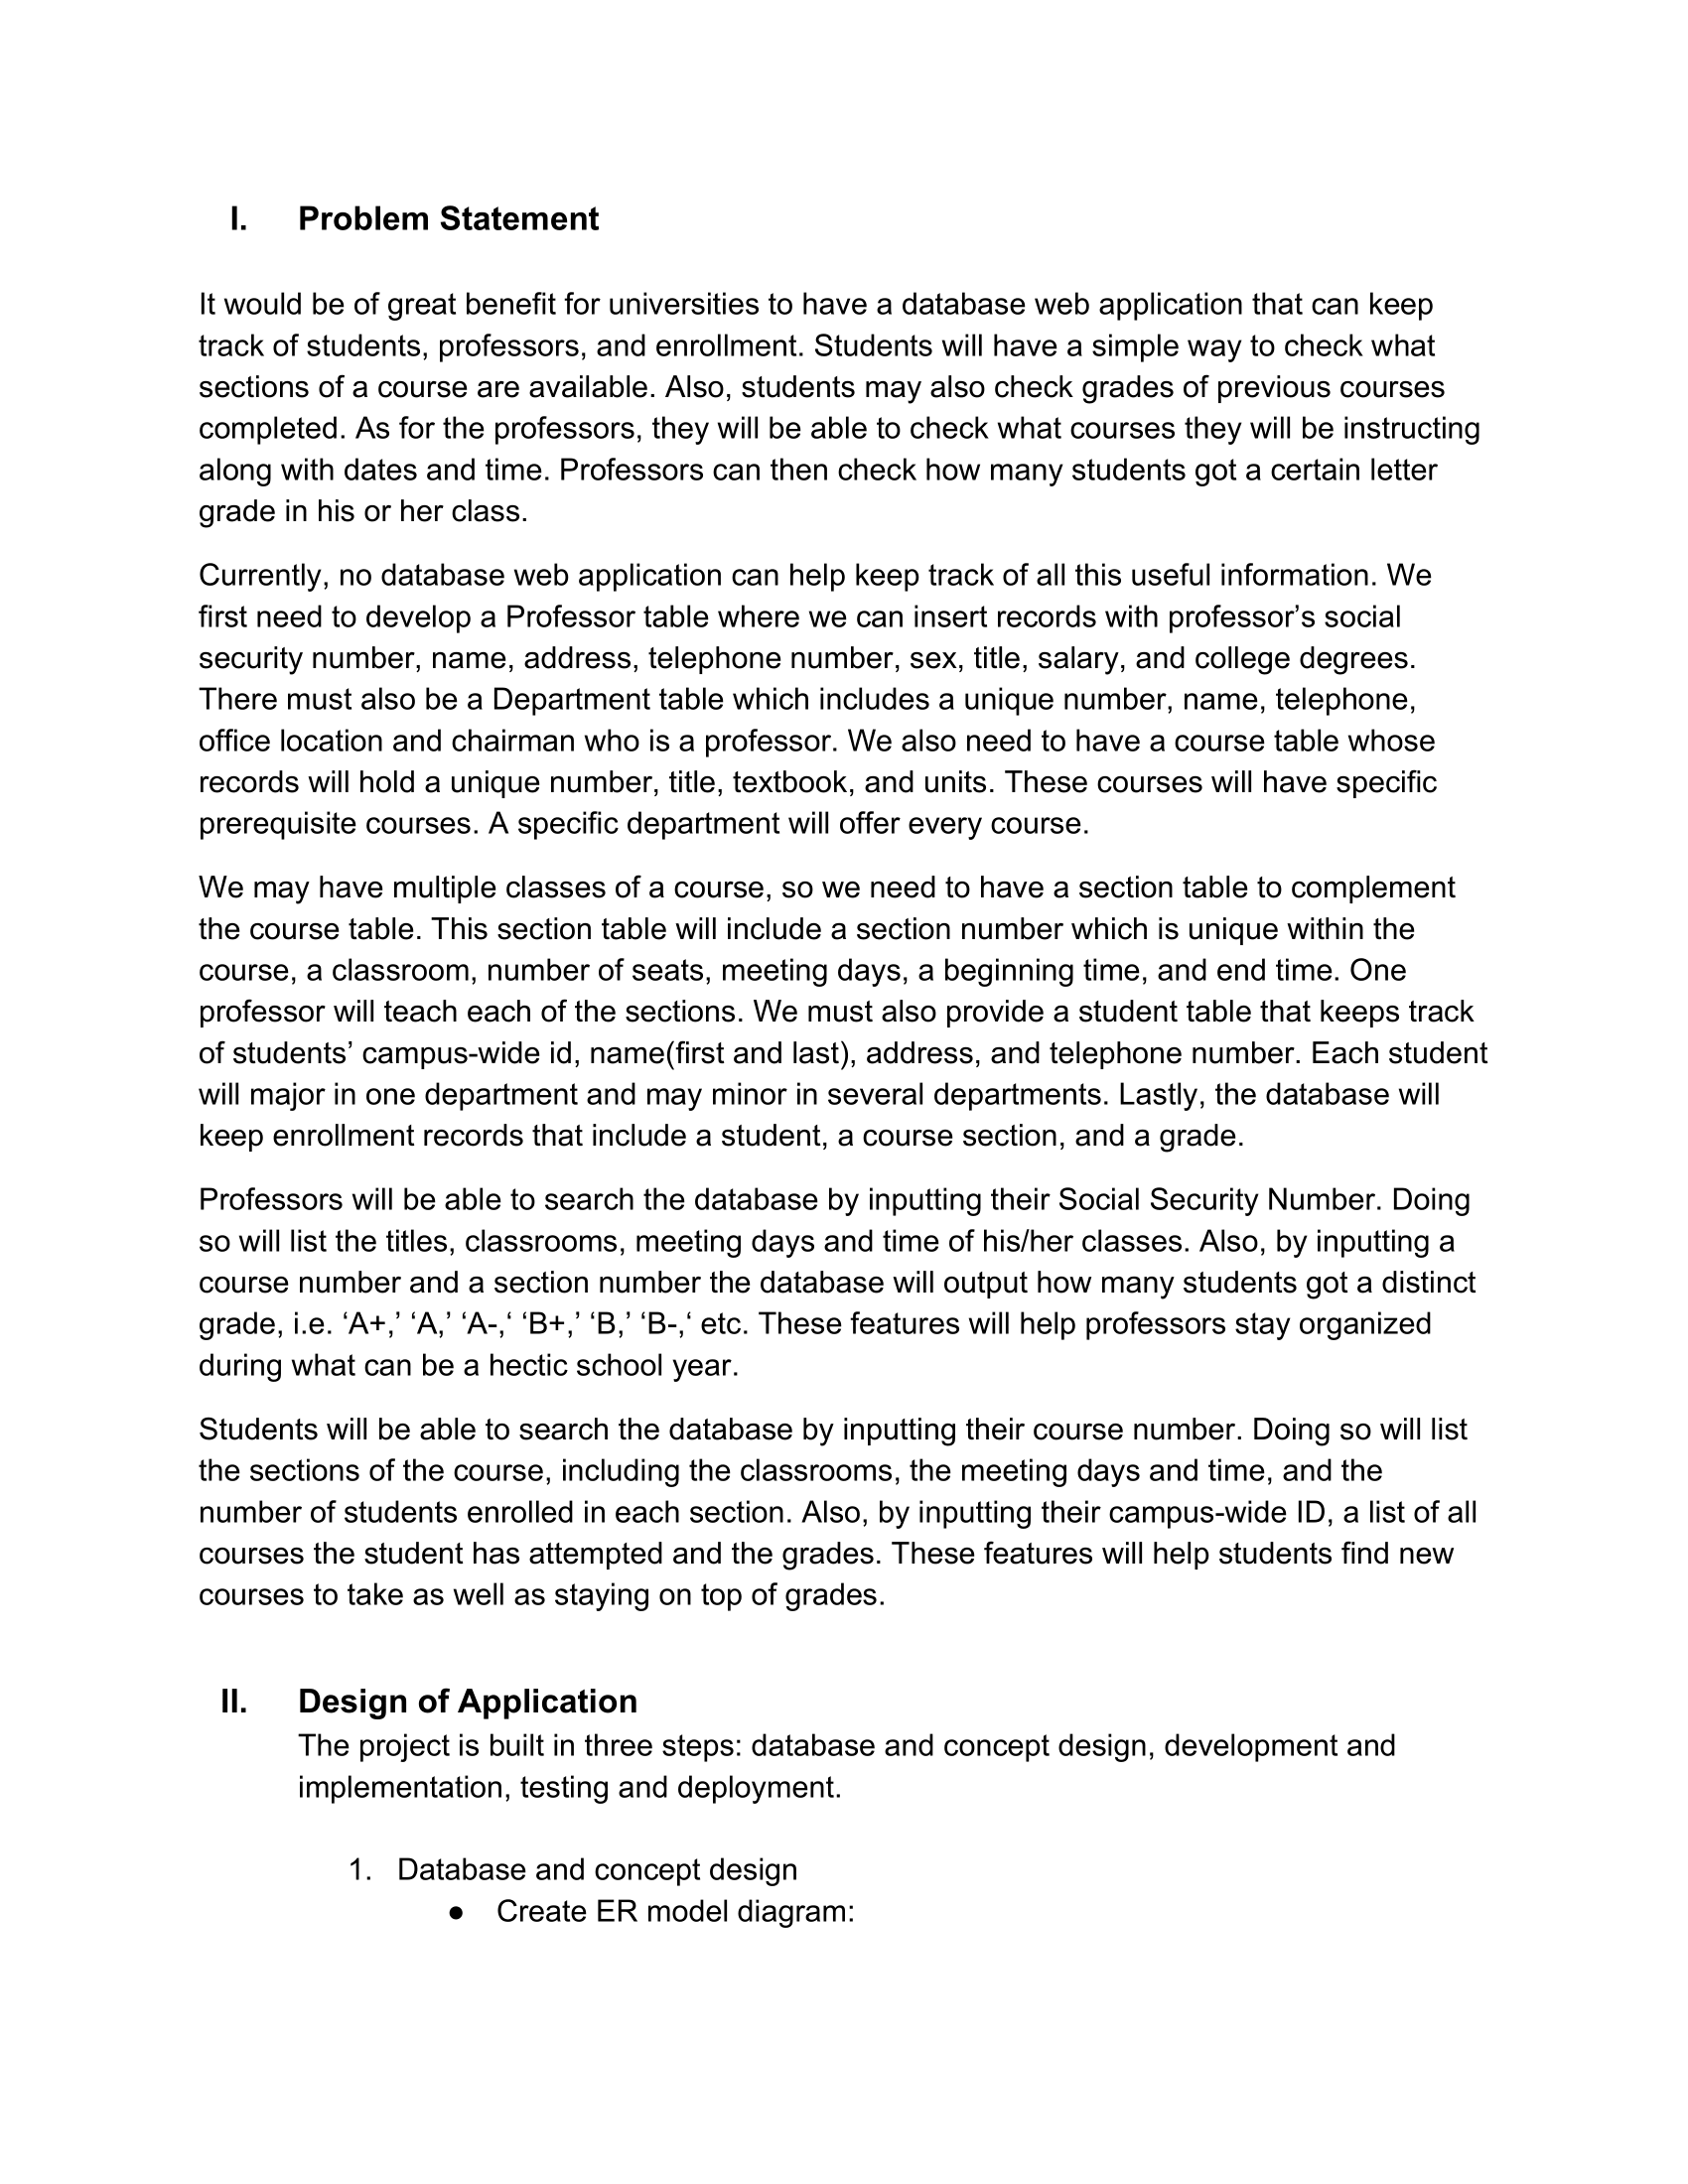 I. Problem Statement
It would be of great benefit for universities to have a database web application that can keep
track of students, professors, and enrollment. Students will have a simple way to check what
sections of a course are available. Also, students may also check grades of previous courses
completed. As for the professors, they will be able to check what courses they will be instructing
along with dates and time. Professors can then check how many students got a certain letter
grade in his or her class.
Currently, no database web application can help keep track of all this useful information. We
first need to develop a Professor table where we can insert records with professor’s social
security number, name, address, telephone number, sex, title, salary, and college degrees.
There must also be a Department table which includes a unique number, name, telephone,
office location and chairman who is a professor. We also need to have a course table whose
records will hold a unique number, title, textbook, and units. These courses will have specific
prerequisite courses. A specific department will offer every course.
We may have multiple classes of a course, so we need to have a section table to complement
the course table. This section table will include a section number which is unique within the
course, a classroom, number of seats, meeting days, a beginning time, and end time. One
professor will teach each of the sections. We must also provide a student table that keeps track
of students’ campus-wide id, name(first and last), address, and telephone number. Each student
will major in one department and may minor in several departments. Lastly, the database will
keep enrollment records that include a student, a course section, and a grade.
Professors will be able to search the database by inputting their Social Security Number. Doing
so will list the titles, classrooms, meeting days and time of his/her classes. Also, by inputting a
course number and a section number the database will output how many students got a distinct
grade, i.e. ‘A+,’ ‘A,’ ‘A-,‘ ‘B+,’ ‘B,’ ‘B-,‘ etc. These features will help professors stay organized
during what can be a hectic school year.
Students will be able to search the database by inputting their course number. Doing so will list
the sections of the course, including the classrooms, the meeting days and time, and the
number of students enrolled in each section. Also, by inputting their campus-wide ID, a list of all
courses the student has attempted and the grades. These features will help students find new
courses to take as well as staying on top of grades.
II. Design of Application
The project is built in three steps: database and concept design, development and
implementation, testing and deployment.
1. Database and concept design
● Create ER model diagram: